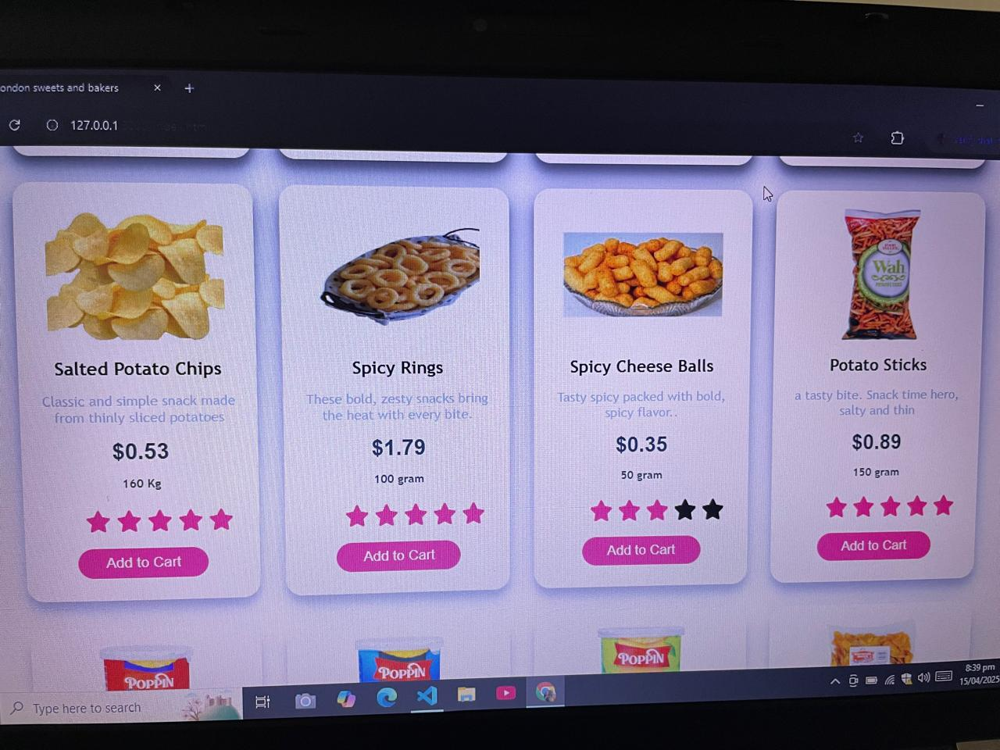 ondon sweets and bakers
127.0.0.1
Salted Potato Chips
Classic and simple snack made
from thinly sliced potatoes
$0.53
160 Kg
Add to Cart
Spicy Rings
These bold, zesty snacks bring
the heat with every bite.
$1.79
100 gram
Add to Cart
Spicy Cheese Balls
Tasty spicy packed with bold,
spicy flavor..
$0.35
50 gram
Add to Cart
Wah
Potato Sticks
a tasty bite. Snack time hero,
salty and thin
$0.89
150 gram
Add to Cart
POPPIN
POPPIN
POPPIN
Type here to search
8:39 pm
15/04/2025